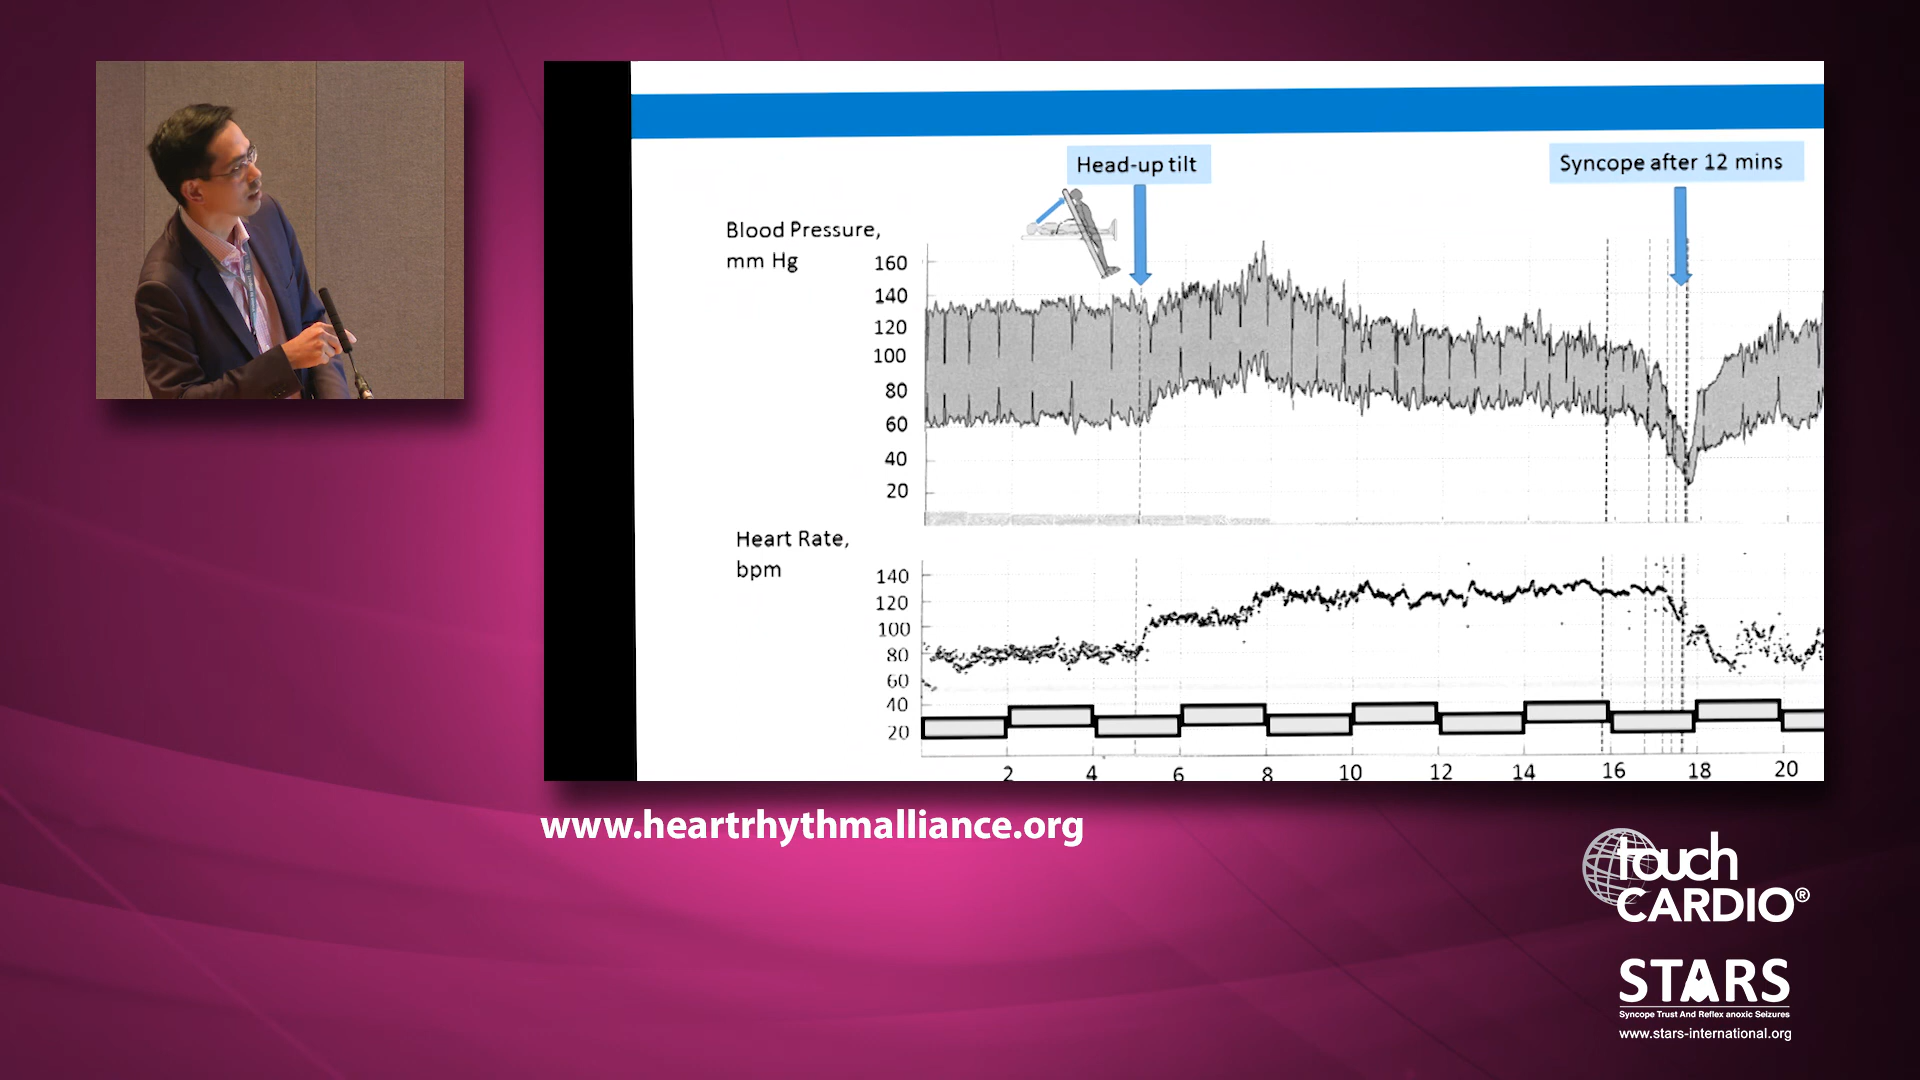 Head-up tilt
Syncope after 12 mins
Blood Pressure,
mm Hg
160
140
120
100
80
60
40
20
Heart Rate,
bpm
140
120
100
80
60
40
20
2 4 6 8 10 12 14 16 18 20
www.heartrhythmalliance.org
touch
CARDIO®
STARS
Syncope Trust And Reflex anoxic Seizures
www.stars-international.org